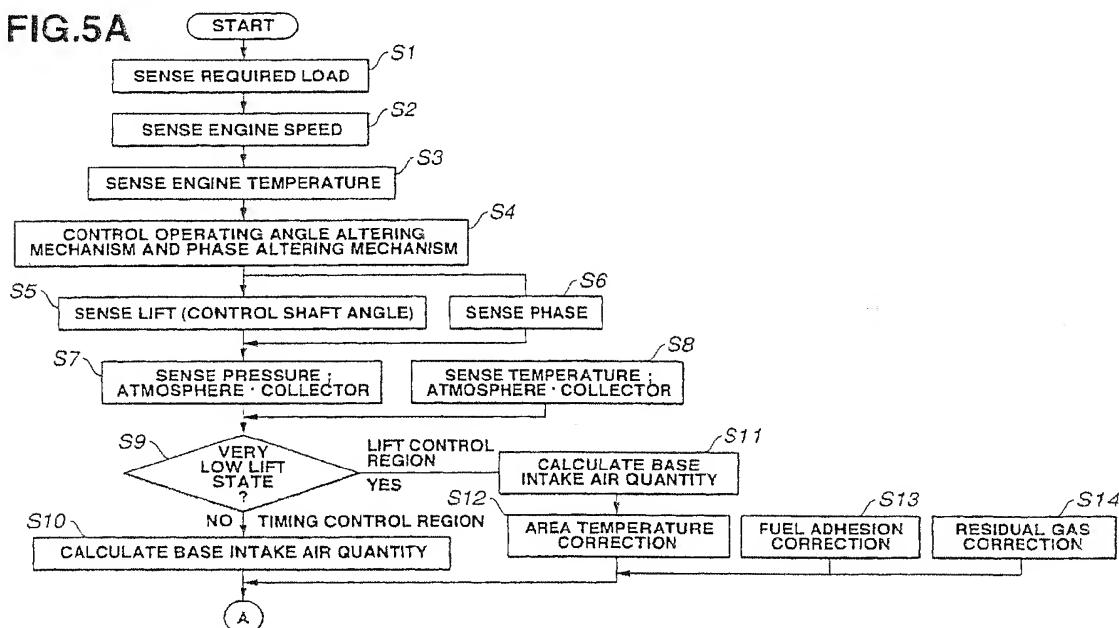 FIG.5A
START
S1
SENSE REQUIRED LOAD
S2
SENSE ENGINE SPEED
S3
SENSE ENGINE TEMPERATURE
S4
CONTROL OPERATING ANGLE ALTERING
MECHANISM AND PHASE ALTERING MECHANISM
S5
SENSE LIFT (CONTROL SHAFT ANGLE)
S6
SENSE PHASE
S7
SENSE PRESSURE ;
ATMOSPHERE · COLLECTOR
S8
SENSE TEMPERATURE ;
ATMOSPHERE · COLLECTOR
S9
VERY
LOW LIFT
STATE
?
LIFT CONTROL
REGION
YES
S11
CALCULATE BASE
INTAKE AIR QUANTITY
NO
TIMING CONTROL REGION
S10
CALCULATE BASE INTAKE AIR QUANTITY
S12
AREA TEMPERATURE
CORRECTION
S13
FUEL ADHESION
CORRECTION
S14
RESIDUAL GAS
CORRECTION
A